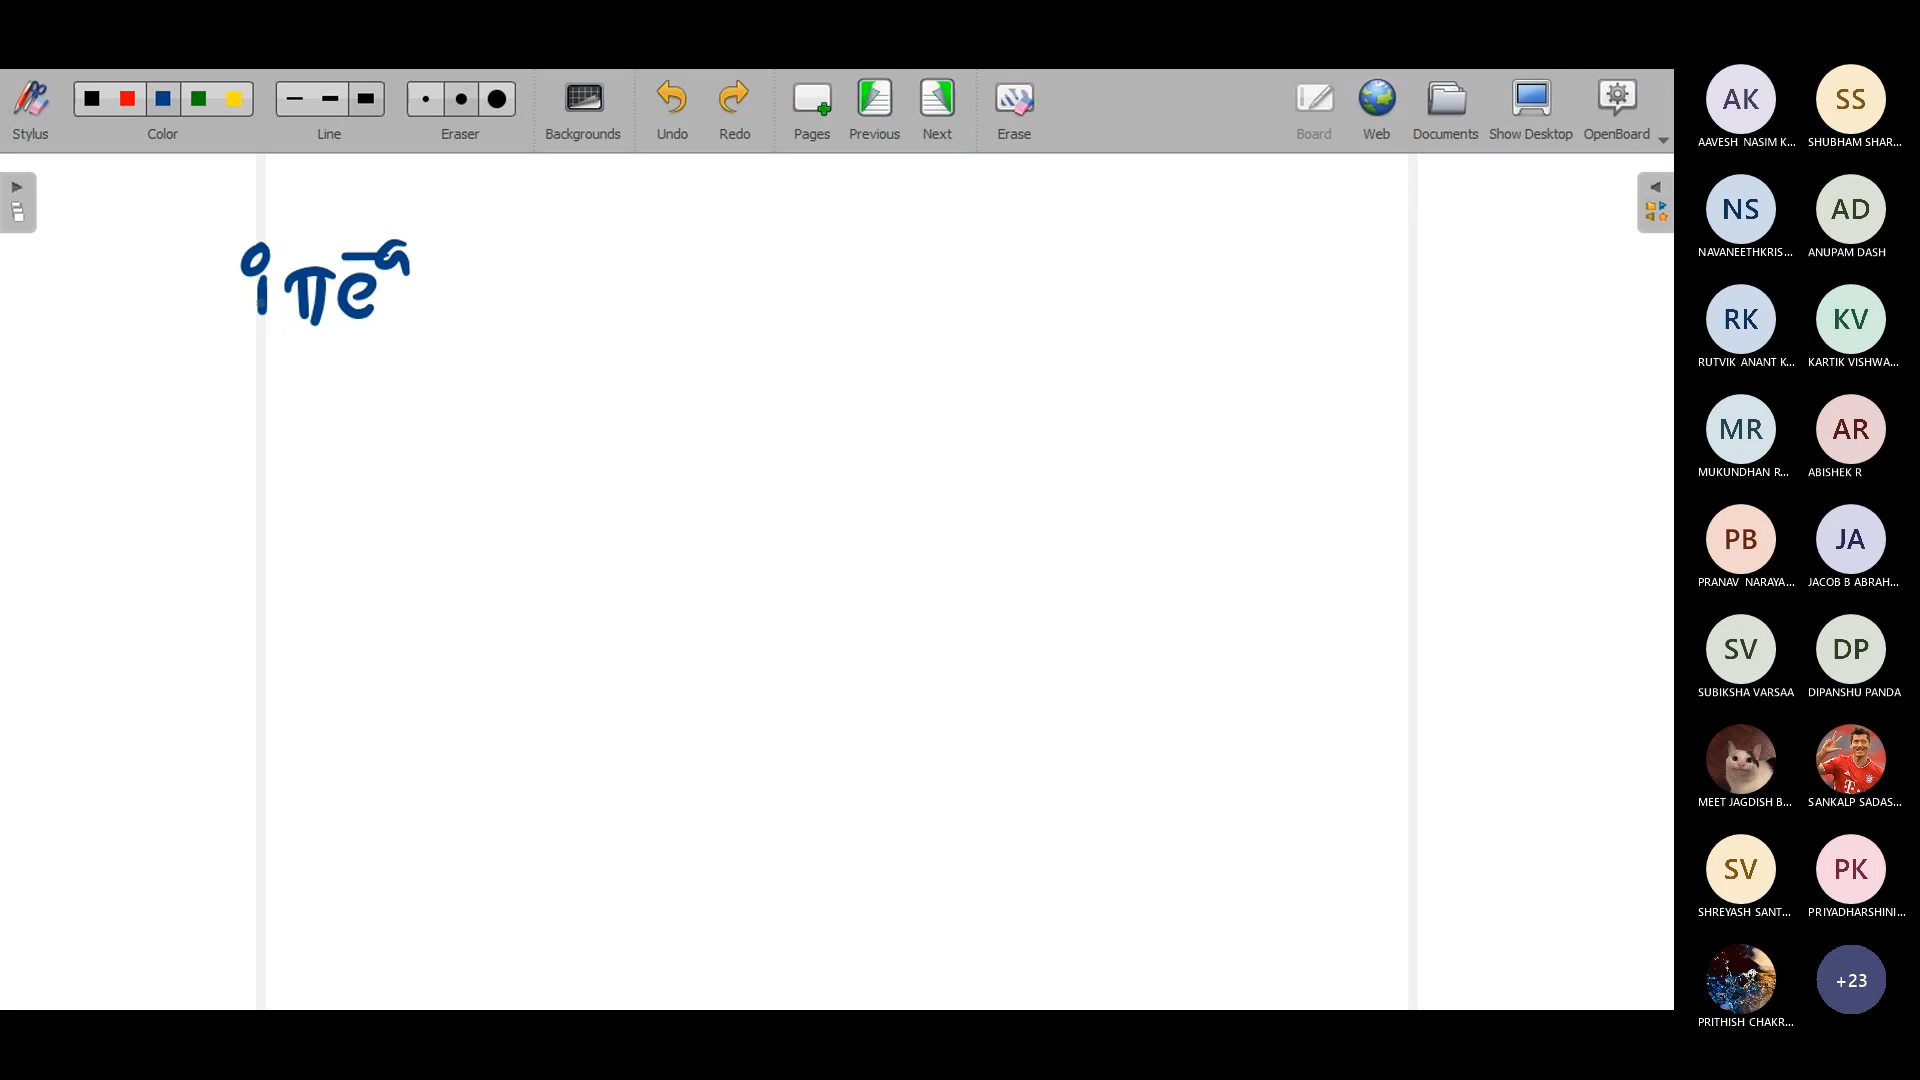 Stylus
Color
Line
Eraser
Backgrounds
Undo
Redo
Pages
Previous
Next
Erase
Board
Web
Documents
Show Desktop
OpenBoard
iπe⁻ᵃ
AK
AAVESH NASIM K...
SS
SHUBHAM SHAR...
NS
NAVANEETHKRIS...
AD
ANUPAM DASH
RK
RUTVIK ANANT K...
KV
KARTIK VISHWA...
MR
MUKUNDHAN R...
AR
ABISHEK R
PB
PRANAV NARAYA...
JA
JACOB B ABRAH...
SV
SUBIKSHA VARSAA
DP
DIPANSHU PANDA
MEET JAGDISH B...
SANKALP SADAS...
SV
SHREYASH SANT...
PK
PRIYADHARSHINI...
PRITHISH CHAKR...
+23